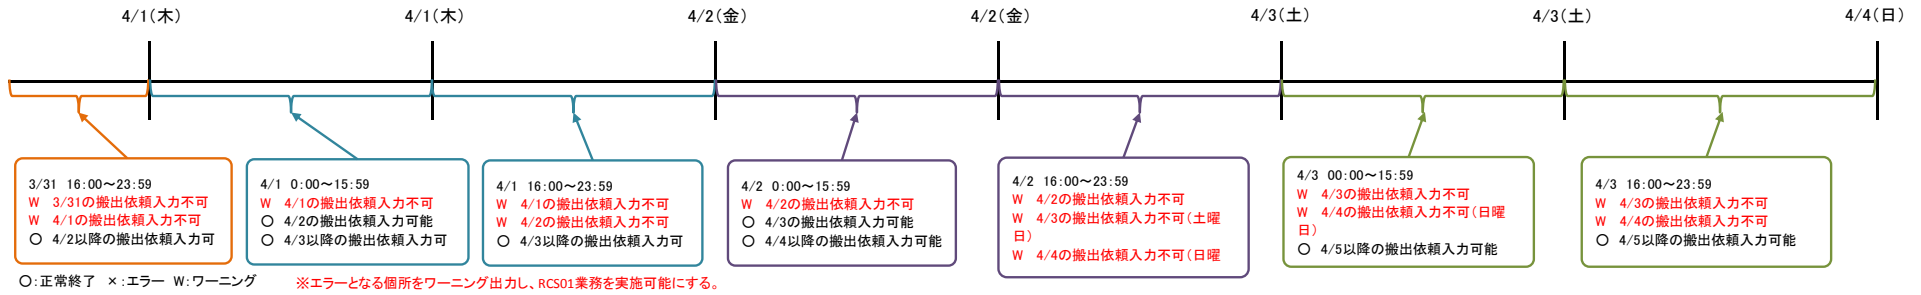 4/1(木)
4/1(木)
4/2(金)
4/2(金)
4/3(土)
4/3(土)
4/4(日)
3/31 16:00～23:59
W 3/31の搬出依頼入力不可
W 4/1の搬出依頼入力不可
○ 4/2以降の搬出依頼入力可
4/1 0:00～15:59
W 4/1の搬出依頼入力不可
○ 4/2の搬出依頼入力可能
○ 4/3以降の搬出依頼入力可
4/1 16:00～23:59
W 4/1の搬出依頼入力不可
W 4/2の搬出依頼入力不可
○ 4/3以降の搬出依頼入力可
4/2 0:00～15:59
W 4/2の搬出依頼入力不可
○ 4/3の搬出依頼入力可能
○ 4/4以降の搬出依頼入力可能
4/2 16:00～23:59
W 4/2の搬出依頼入力不可
W 4/3の搬出依頼入力不可(土曜
日)
W 4/4の搬出依頼入力不可(日曜
4/3 00:00～15:59
W 4/3の搬出依頼入力不可
W 4/4の搬出依頼入力不可(日曜
日)
○ 4/5以降の搬出依頼入力可能
4/3 16:00～23:59
W 4/3の搬出依頼入力不可
W 4/4の搬出依頼入力不可
○ 4/5以降の搬出依頼入力可能
○:正常終了 ×:エラー W:ワーニング
※エラーとなる個所をワーニング出力し、RCS01業務を実施可能にする。